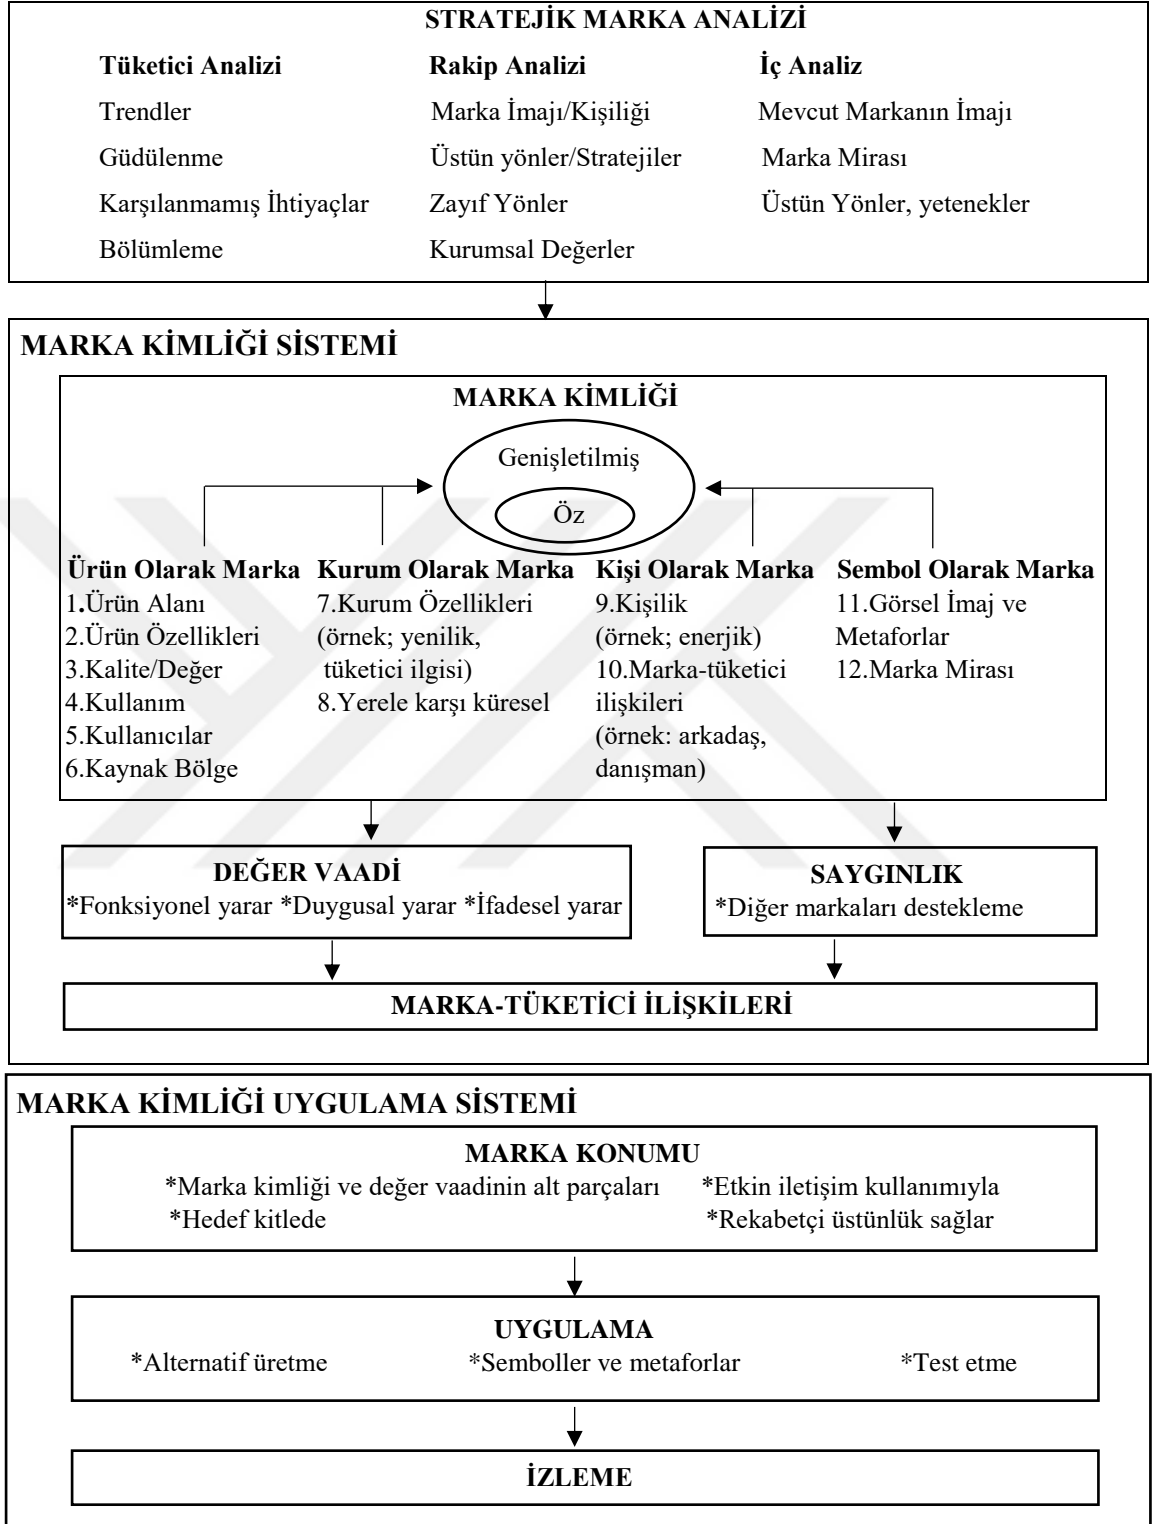 STRATEJİK MARKA ANALİZİ
Tüketici Analizi Rakip Analizi İç Analiz
Trendler Marka İmajı/Kişiliği Mevcut Markanın İmajı
Güdülenme Üstün yönler/Stratejiler Marka Mirası
Karşılanmamış İhtiyaçlar Zayıf Yönler Üstün Yönler, yetenekler
Bölümleme Kurumsal Değerler
MARKA KİMLİĞİ SİSTEMİ
MARKA KİMLİĞİ
Genişletilmiş
Öz
Ürün Olarak Marka
1.Ürün Alanı
2.Ürün Özellikleri
3.Kalite/Değer
4.Kullanım
5.Kullanıcılar
6.Kaynak Bölge
Kurum Olarak Marka
7.Kurum Özellikleri
(örnek; yenilik,
tüketici ilgisi)
8.Yerele karşı küresel
Kişi Olarak Marka
9.Kişilik
(örnek; enerjik)
10.Marka-tüketici
ilişkileri
(örnek: arkadaş,
danışman)
Sembol Olarak Marka
11.Görsel İmaj ve
Metaforlar
12.Marka Mirası
DEĞER VAADİ
*Fonksiyonel yarar *Duygusal yarar *İfadesel yarar
SAYGINLIK
*Diğer markaları destekleme
MARKA-TÜKETİCİ İLİŞKİLERİ
MARKA KİMLİĞİ UYGULAMA SİSTEMİ
MARKA KONUMU
*Marka kimliği ve değer vaadinin alt parçaları *Etkin iletişim kullanımıyla
*Hedef kitlede *Rekabetçi üstünlük sağlar
UYGULAMA
*Alternatif üretme *Semboller ve metaforlar *Test etme
İZLEME